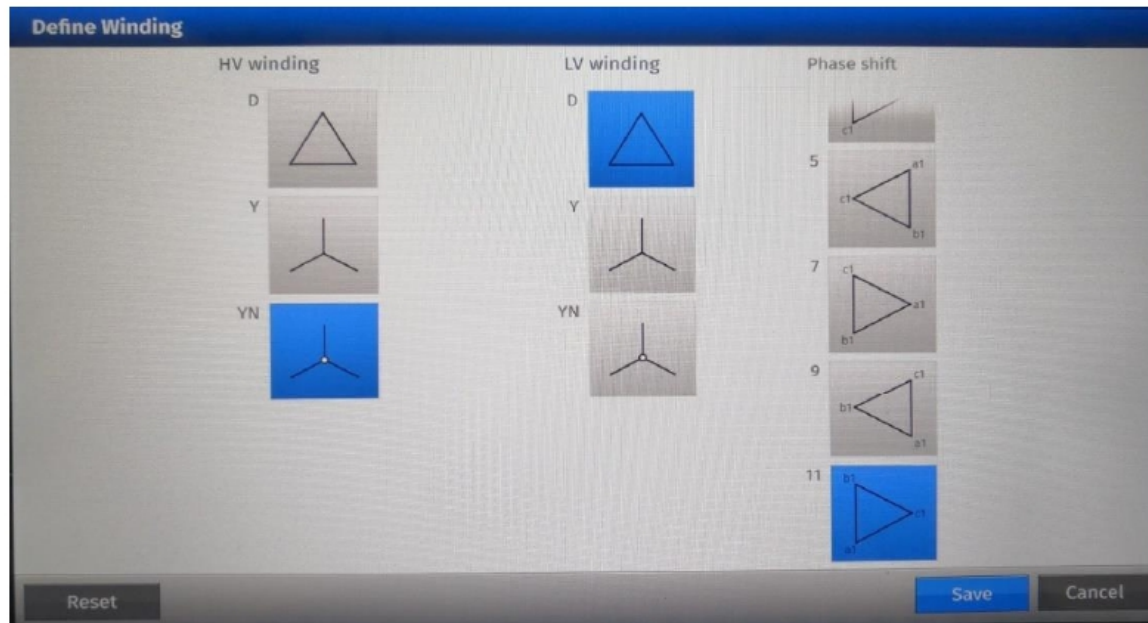 Define Winding
HV winding
LV winding
Phase shift
D
D
c1
5
a1
c1
b1
Y
Y
7
c1
a1
b1
YN
YN
9
c1
b1
a1
11
b1
c1
a1
Reset
Save
Cancel